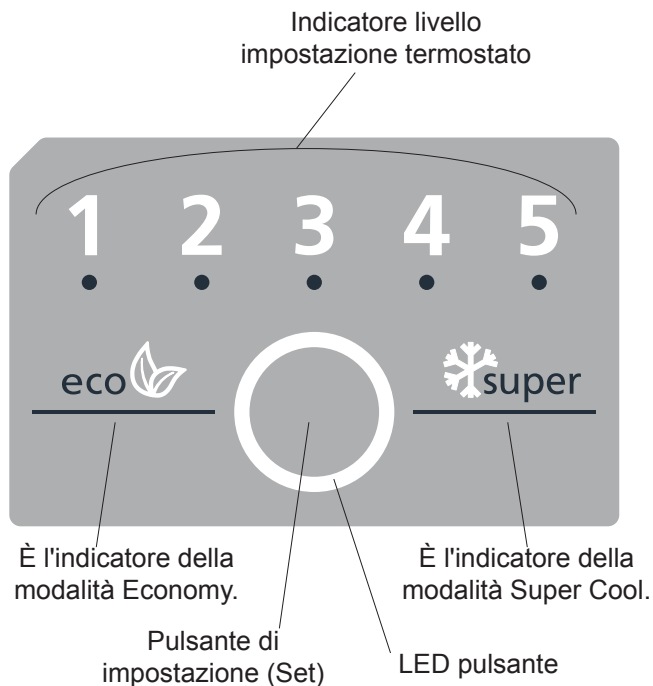 Indicatore livello
impostazione termostato
1 2 3 4 5
eco
super
È l'indicatore della
modalità Economy.
È l'indicatore della
modalità Super Cool.
Pulsante di
impostazione (Set)
LED pulsante